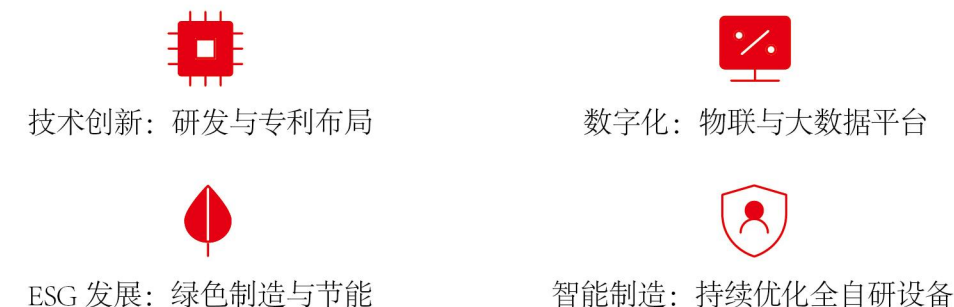 技术创新：研发与专利布局
数字化：物联与大数据平台
ESG 发展：绿色制造与节能
智能制造：持续优化全自研设备